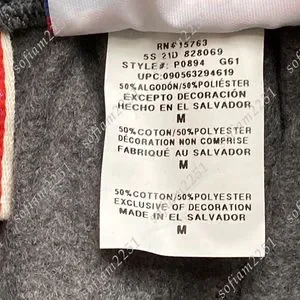 RN# 15763
5S 21D 828069
STYLE#: P0894 G61
UPC:090563294619
50%ALGODÓN/50%POLIÉSTER
EXCEPTO DECORACIÓN
HECHO EN EL SALVADOR
M
50%COTON/50%POLYESTER
DÉCORATION NON COMPRISE
FABRIQUÉ AU SALVADOR
M
50%COTTON/50%POLYESTER
EXCLUSIVE OF DECORATION
MADE IN EL SALVADOR
M
sofiam2251